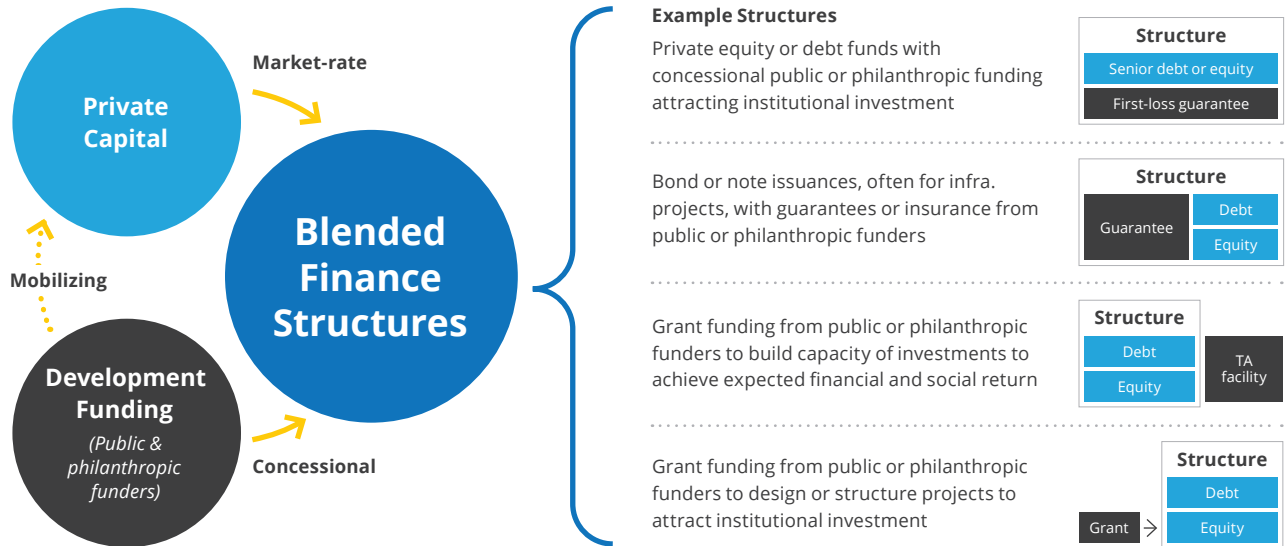 Private
Capital
Market-rate
Mobilizing
Blended
Finance
Structures
Development
Funding
(Public &
philanthropic
funders)
Concessional
Example Structures
Private equity or debt funds with
concessional public or philanthropic funding
attracting institutional investment
Structure
Senior debt or equity
First-loss guarantee
Bond or note issuances, often for infra.
projects, with guarantees or insurance from
public or philanthropic funders
Structure
Guarantee
Debt
Equity
Grant funding from public or philanthropic
funders to build capacity of investments to
achieve expected financial and social return
Structure
Debt
Equity
TA
facility
Grant funding from public or philanthropic
funders to design or structure projects to
attract institutional investment
Grant
Structure
Debt
Equity